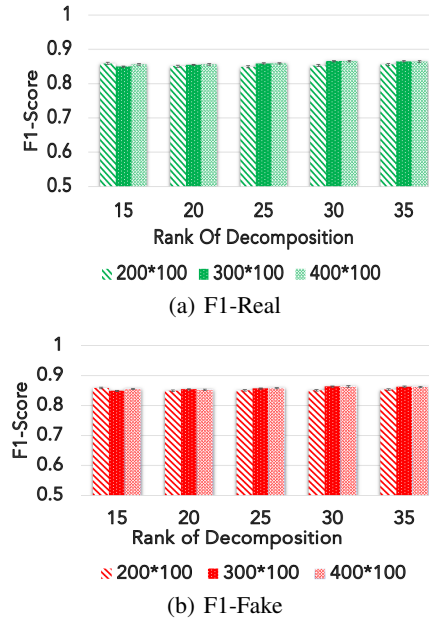 1
0.9
0.8
0.7
0.6
0.5
F1-Score
15 20 25 30 35
Rank Of Decomposition
200*100 300*100 400*100
(a) F1-Real
1
0.9
0.8
0.7
0.6
0.5
F1-Score
15 20 25 30 35
Rank of Decomposition
200*100 300*100 400*100
(b) F1-Fake